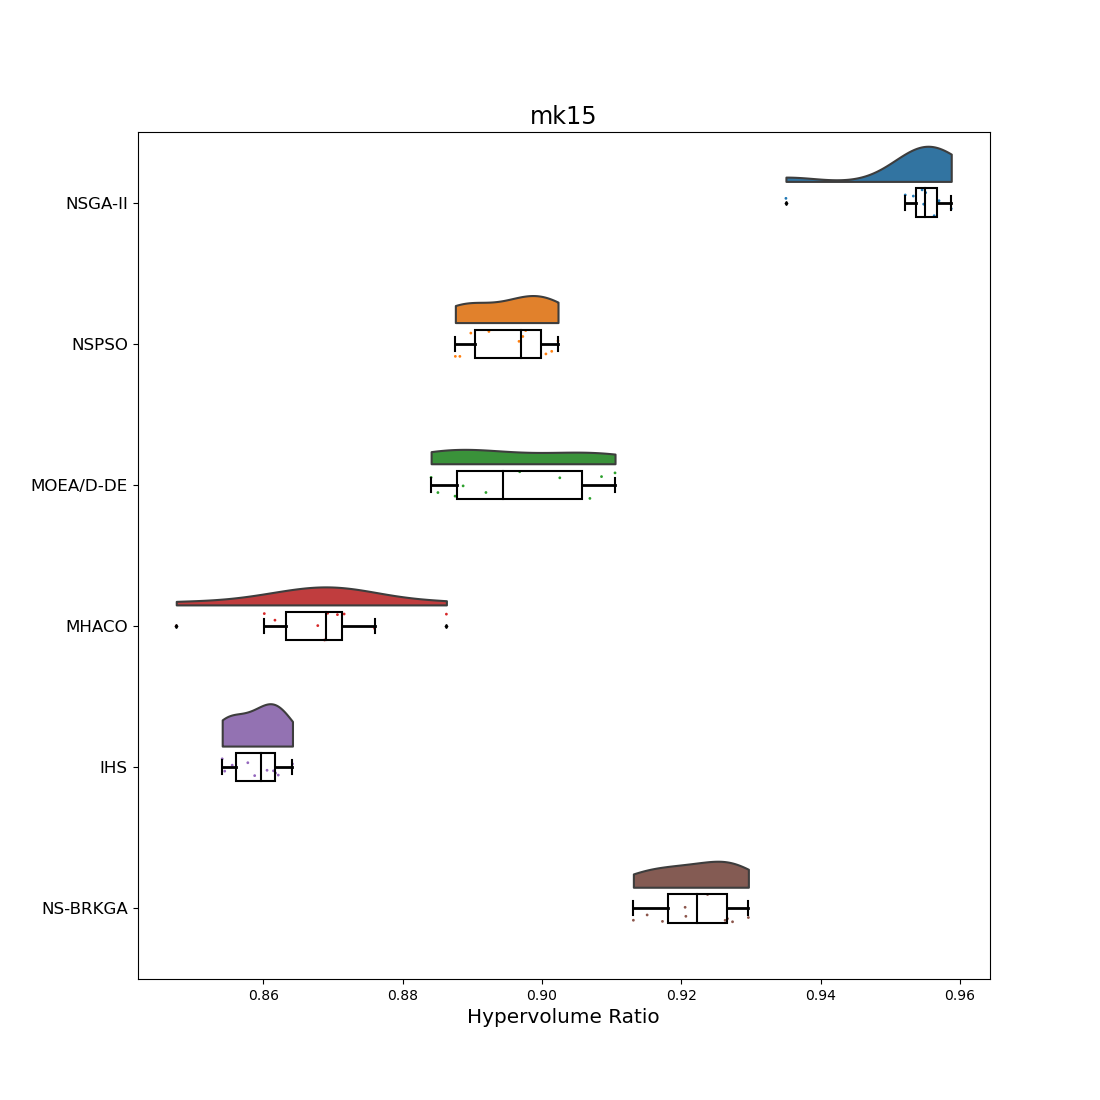 mk15
NSGA-II
NSPSO
MOEA/D-DE
MHACO
IHS
NS-BRKGA
0.86 0.88 0.90 0.92 0.94 0.96
Hypervolume Ratio